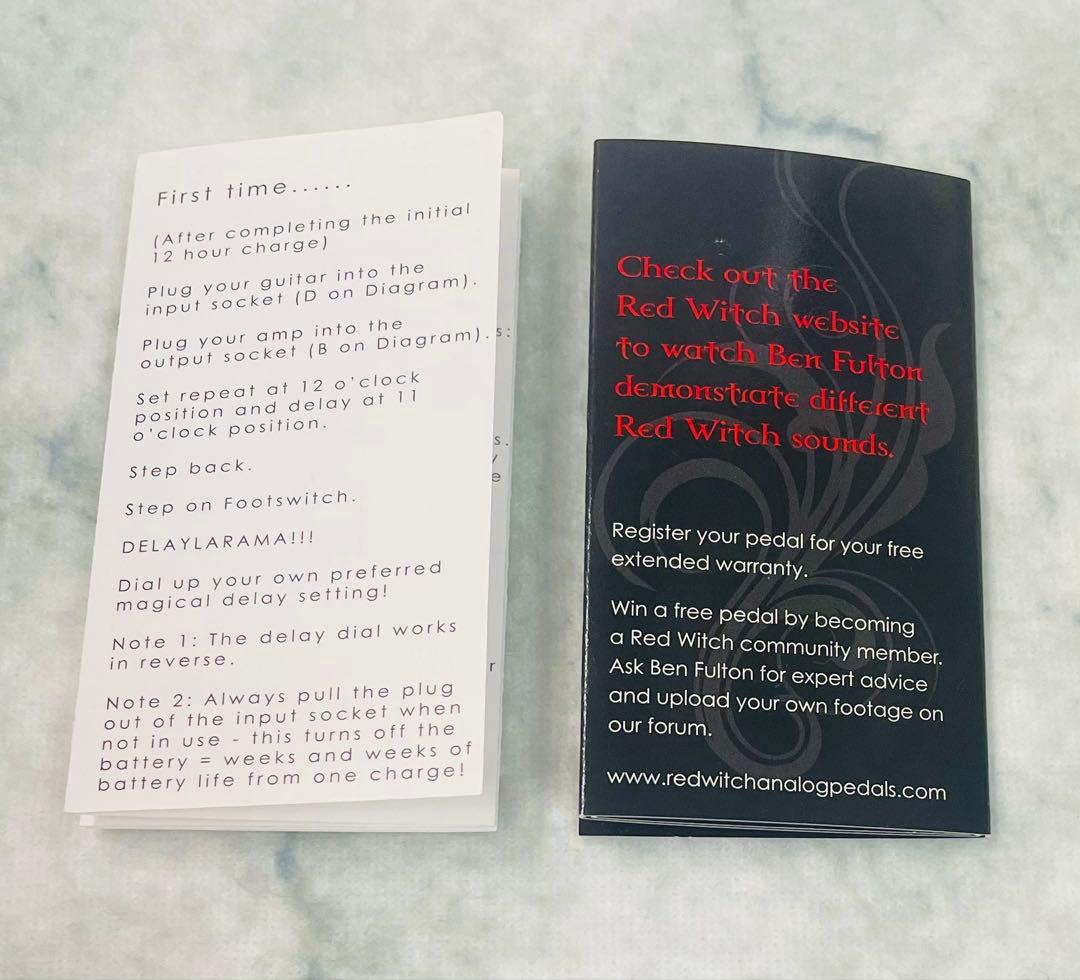 First time......
(After completing the initial
12 hour charge)
Plug your guitar into the
input socket (D on Diagram).
Plug your amp into the
output socket (B on Diagram).
Set repeat at 12 o'clock
position and delay at 11
o'clock position.
Step back.
Step on Footswitch.
DELAYLARAMA!!!
Dial up your own preferred
magical delay setting!
Note 1: The delay dial works
in reverse.
Note 2: Always pull the plug
out of the input socket when
not in use - this turns off the
battery = weeks and weeks of
battery life from one charge!
s:
s.
y
e
r
Check out the
Red Witch website
to watch Ben Fulton
demonstrate different
Red Witch sounds.
Register your pedal for your free
extended warranty.
Win a free pedal by becoming
a Red Witch community member.
Ask Ben Fulton for expert advice
and upload your own footage on
our forum.
www.redwitchanalogpedals.com